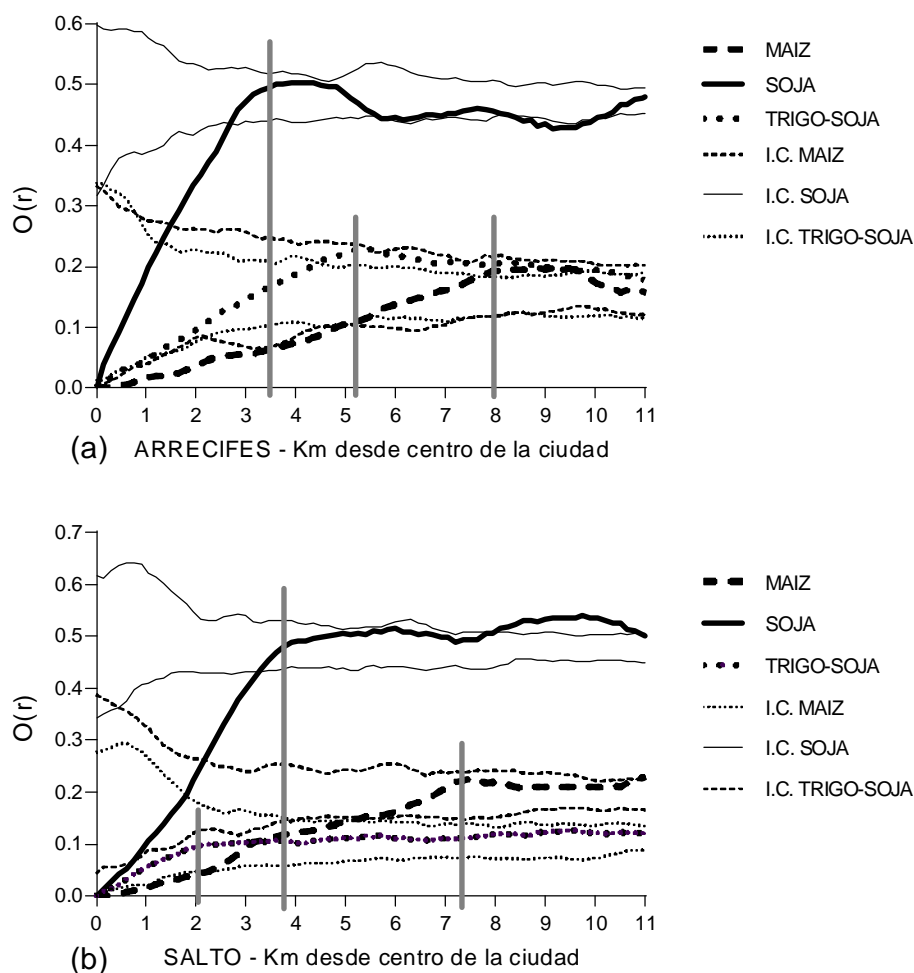 0.6
0.5
0.4
0.3
0.2
0.1
0.0
O(r)
0 1 2 3 4 5 6 7 8 9 10 11
(a) ARRECIFES - Km desde centro de la ciudad
MAIZ
SOJA
TRIGO-SOJA
I.C. MAIZ
I.C. SOJA
I.C. TRIGO-SOJA
0.7
0.6
0.5
0.4
0.3
0.2
0.1
0.0
O(r)
0 1 2 3 4 5 6 7 8 9 10 11
(b) SALTO - Km desde centro de la ciudad
MAIZ
SOJA
TRIGO-SOJA
I.C. MAIZ
I.C. SOJA
I.C. TRIGO-SOJA